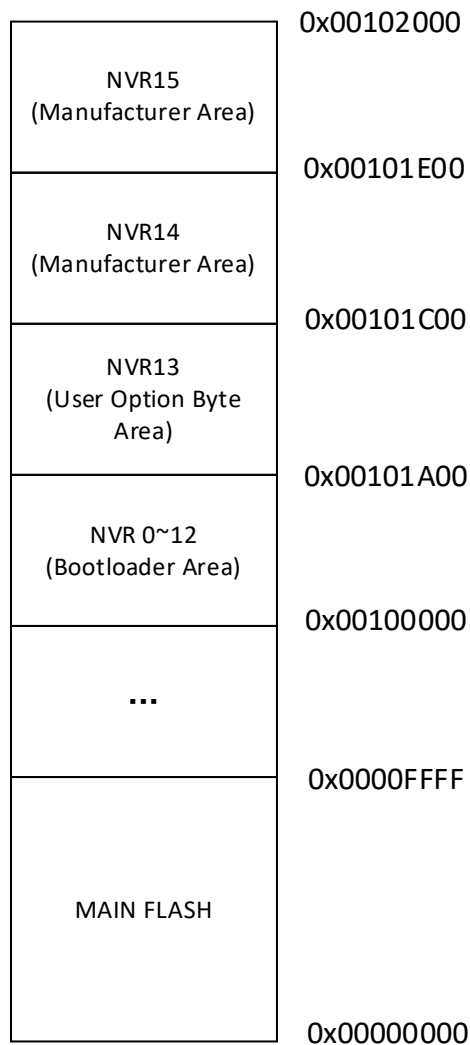 0x00102000
NVR15
(Manufacturer Area)
0x00101E00
NVR14
(Manufacturer Area)
0x00101C00
NVR13
(User Option Byte
Area)
0x00101A00
NVR 0~12
(Bootloader Area)
0x00100000
...
0x0000FFFF
MAIN FLASH
0x00000000